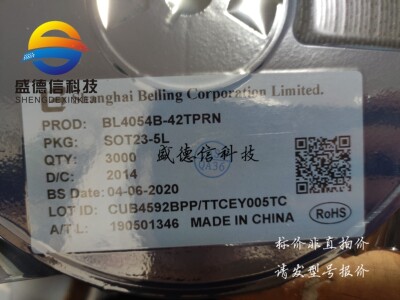 盛德信科技
SHENGDEXINKEJI
Shanghai Belling Corporation Limited.
PROD: BL4054B-42TPRN
PKG: SOT23-5L
QTY: 3000
盛德信科技
D/C: 2014
BS Date: 04-06-2020
LOT ID: CUB4592BPP/TTCEY005TC
A/T L: 190501346 MADE IN CHINA
RoHS
标价非直拍价
请发型号报价